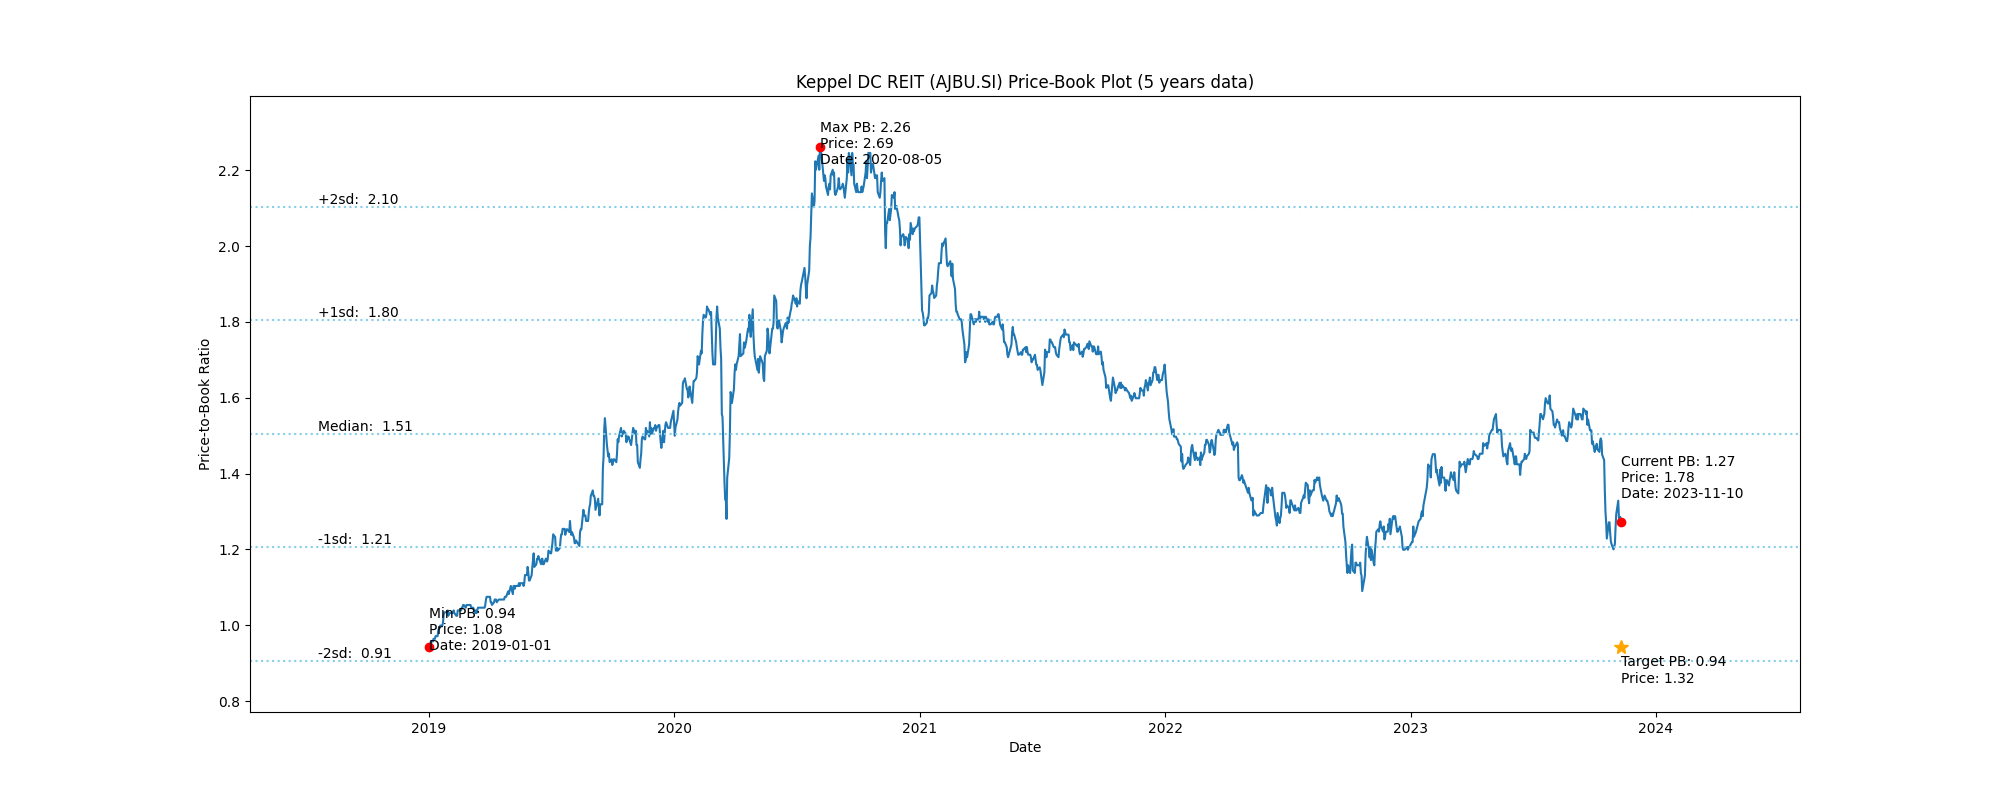 Keppel DC REIT (AJBU.SI) Price-Book Plot (5 years data)
Max PB: 2.26
Price: 2.69
Date: 2020-08-05
+2sd:  2.10
+1sd:  1.80
Median:  1.51
-1sd:  1.21
-2sd:  0.91
Current PB: 1.27
Price: 1.78
Date: 2023-11-10
Min PB: 0.94
Price: 1.08
Date: 2019-01-01
Target PB: 0.94
Price: 1.32
Price-to-Book Ratio
2.2
2.0
1.8
1.6
1.4
1.2
1.0
0.8
2019
2020
2021
2022
2023
2024
Date